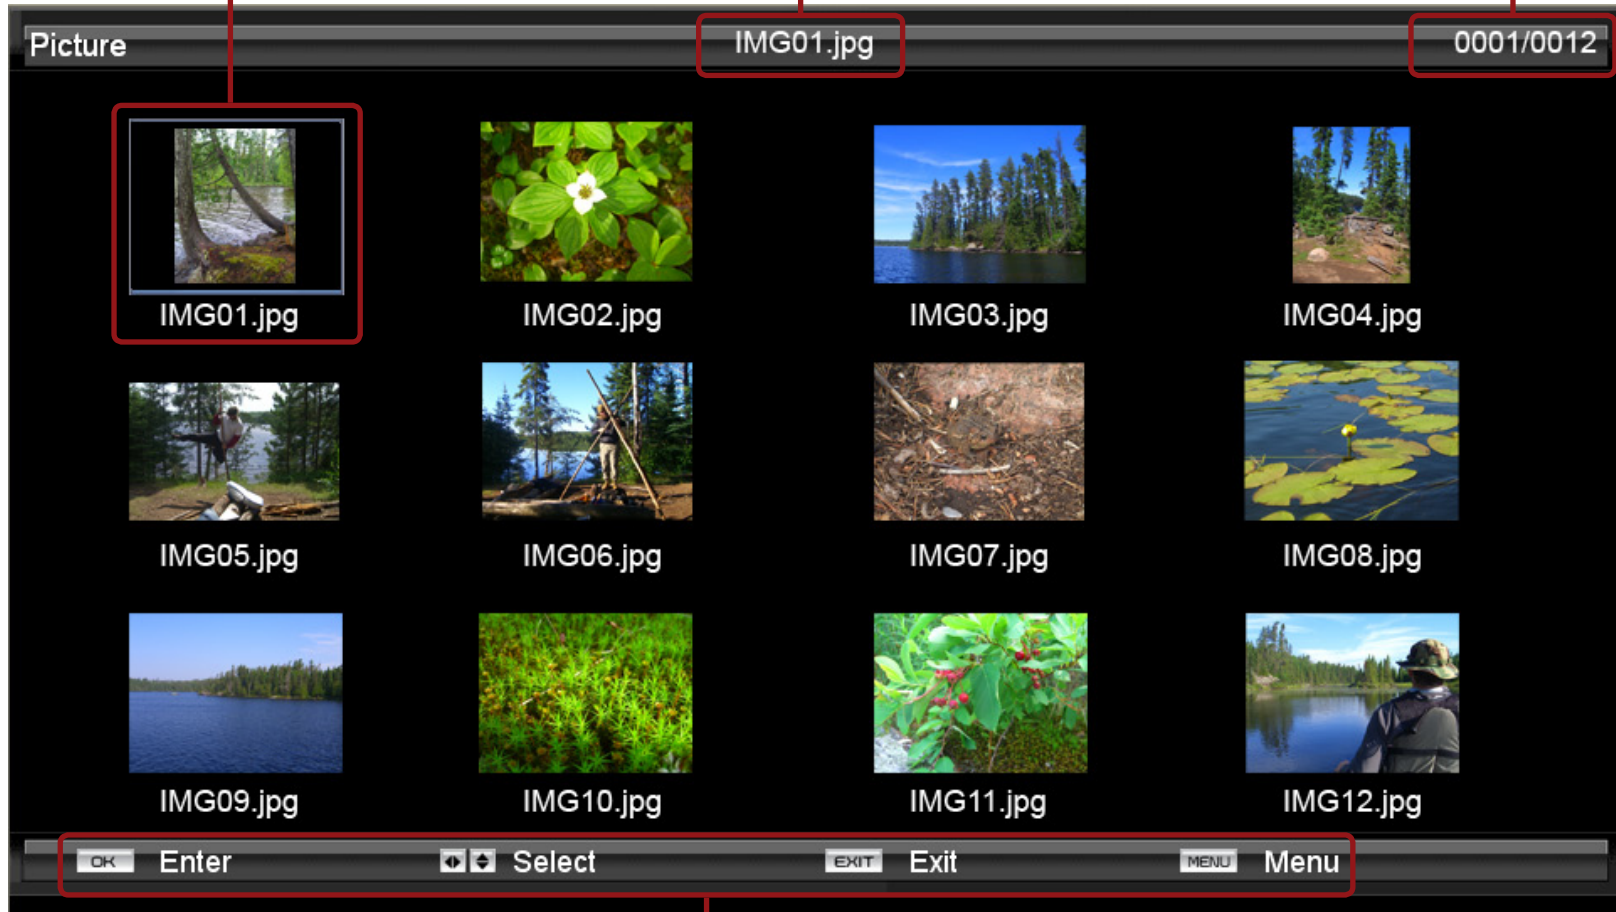 Picture IMG01.jpg 0001/0012
IMG01.jpg IMG02.jpg IMG03.jpg IMG04.jpg
IMG05.jpg IMG06.jpg IMG07.jpg IMG08.jpg
IMG09.jpg IMG10.jpg IMG11.jpg IMG12.jpg
OK Enter Select EXIT Exit MENU Menu